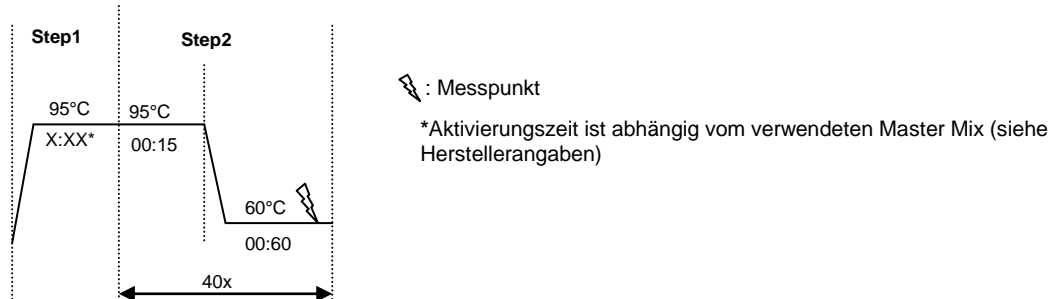 Step1
Step2
95°C
95°C
X:XX*
00:15
60°C
00:60
40x
: Messpunkt
*Aktivierungszeit ist abhängig vom verwendeten Master Mix (siehe
Herstellerangaben)